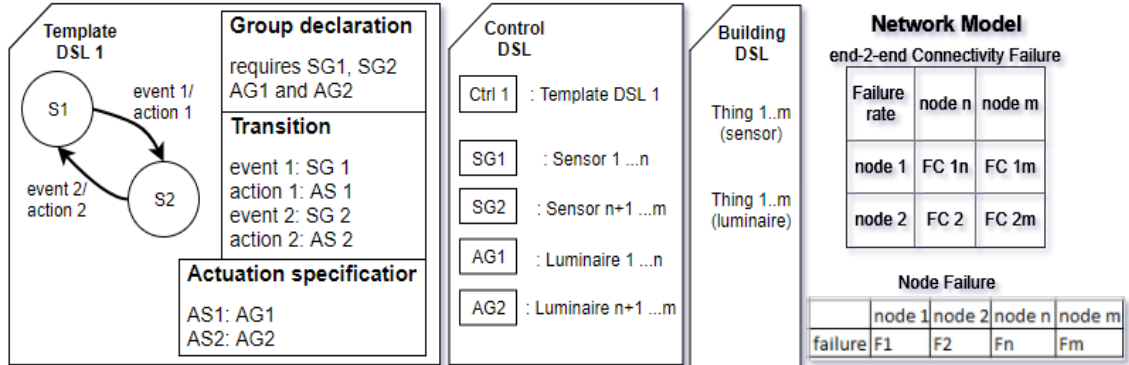 Template
DSL 1
S1
event 1/
action 1
event 2/
action 2
S2
Group declaration
requires SG1, SG2
AG1 and AG2
Transition
event 1: SG 1
action 1: AS 1
event 2: SG 2
action 2: AS 2
Actuation specification
AS1: AG1
AS2: AG2
Control
DSL
Ctrl 1 : Template DSL 1
SG1 : Sensor 1 ...n
SG2 : Sensor n+1 ...m
AG1 : Luminaire 1 ...n
AG2 : Luminaire n+1 ...m
Building
DSL
Thing 1..m
(sensor)
Thing 1..m
(luminaire)
Network Model
end-2-end Connectivity Failure
Failure rate node n node m
node 1 FC 1n FC 1m
node 2 FC 2 FC 2m
Node Failure
node 1 node 2 node n node m
failure F1 F2 Fn Fm